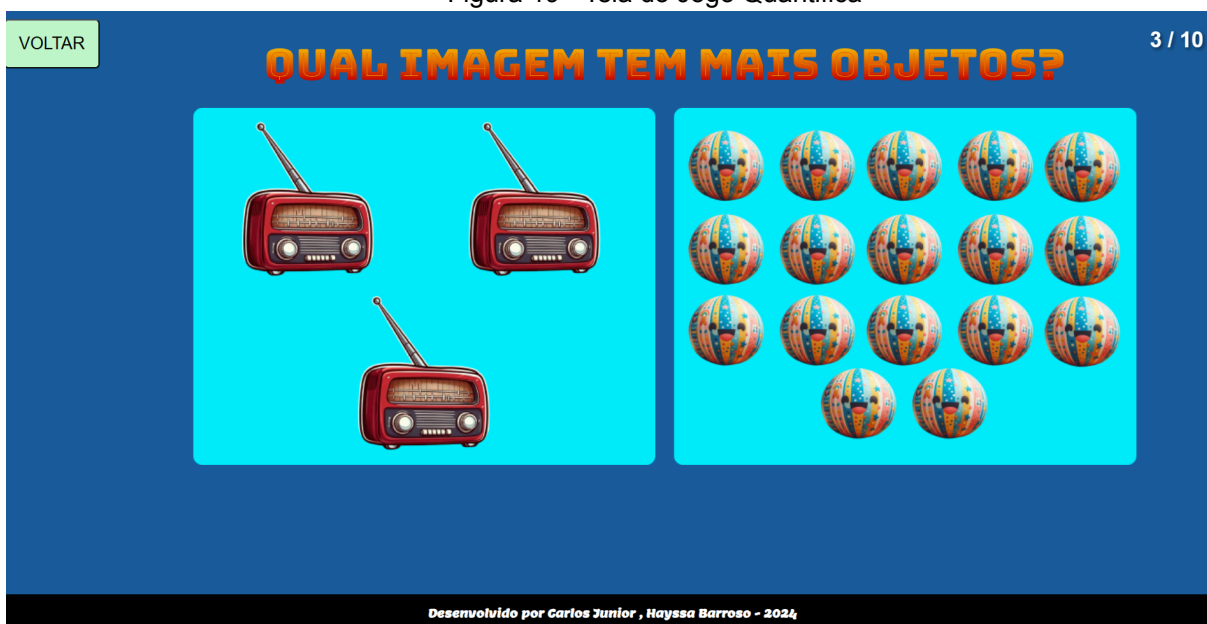 VOLTAR
QUAL IMAGEM TEM MAIS OBJETOS?
3 / 10
Desenvolvido por Carlos Junior , Hayssa Barroso - 2024